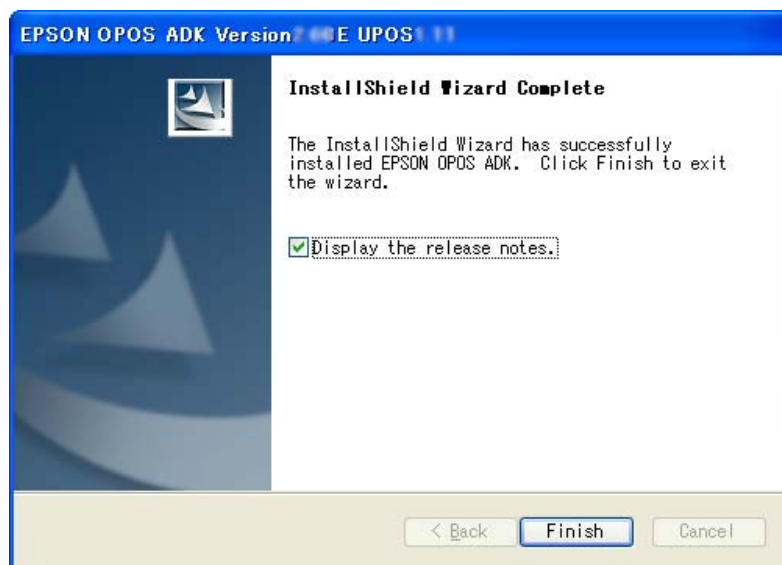 EPSON OPOS ADK Version E UPOS
InstallShield Wizard Complete
The InstallShield Wizard has successfully
installed EPSON OPOS ADK. Click Finish to exit
the wizard.
Display the release notes.
< Back Finish Cancel